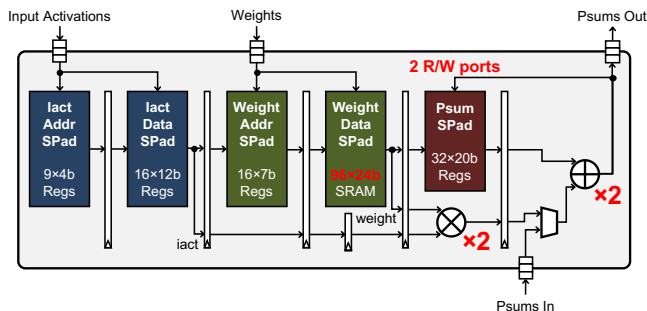 Input Activations
Weights
Psums Out
2 R/W ports
Iact
Addr
SPad
9×4b
Regs
Iact
Data
SPad
16×12b
Regs
Weight
Addr
SPad
16×7b
Regs
Weight
Data
SPad
96×24b
SRAM
Psum
SPad
32×20b
Regs
×2
weight
×2
iact
Psums In